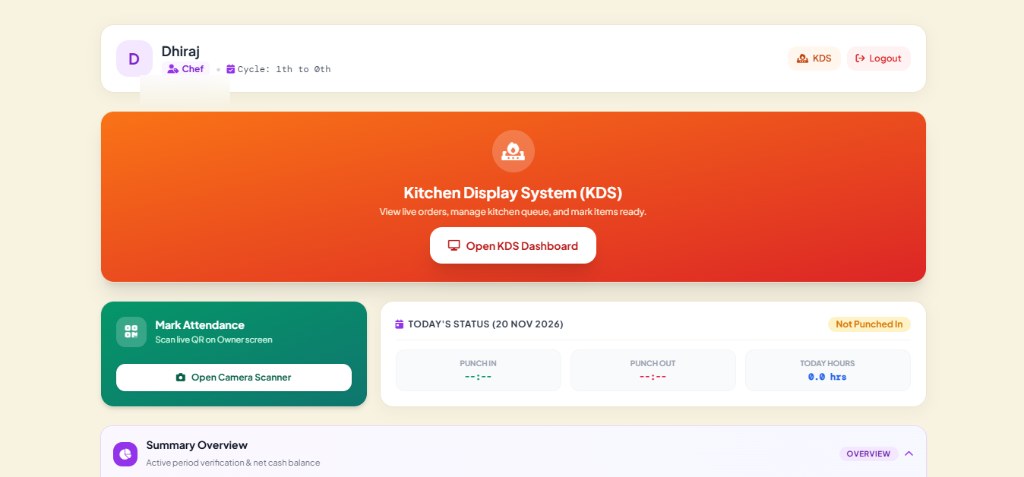 D
Dhiraj
Chef • Cycle: 1th to 0th
KDS
Logout
Kitchen Display System (KDS)
View live orders, manage kitchen queue, and mark items ready.
Open KDS Dashboard
Mark Attendance
Scan live QR on Owner screen
Open Camera Scanner
TODAY'S STATUS (20 NOV 2026)
Not Punched In
PUNCH IN
--:--
PUNCH OUT
--:--
TODAY HOURS
0.0 hrs
Summary Overview
Active period verification & net cash balance
OVERVIEW